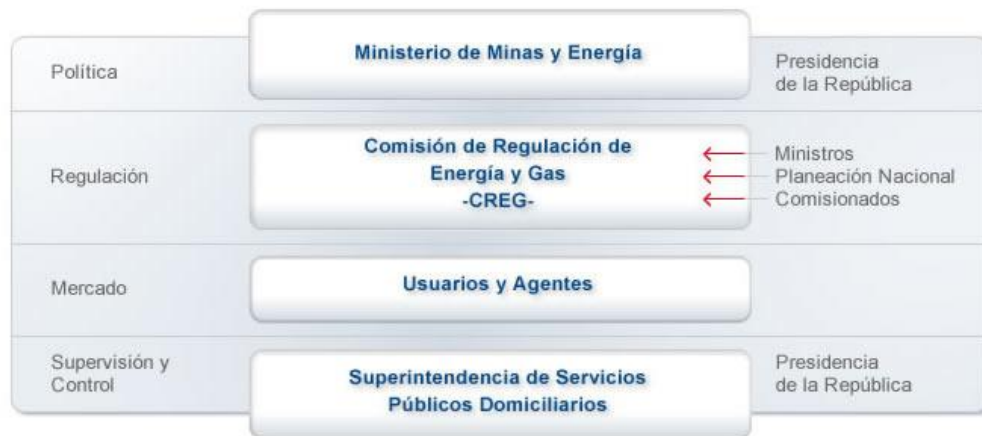 Política
Ministerio de Minas y Energía
Presidencia
de la República
Regulación
Comisión de Regulación de
Energía y Gas
-CREG-
Ministros
Planeación Nacional
Comisionados
Mercado
Usuarios y Agentes
Supervisión y
Control
Superintendencia de Servicios
Públicos Domiciliarios
Presidencia
de la República